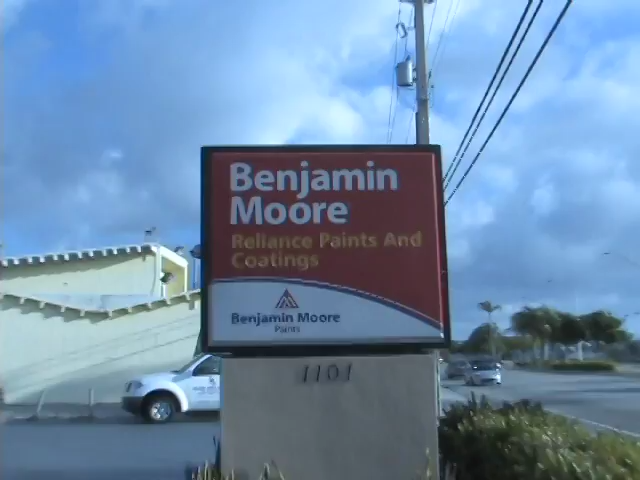 Benjamin
Moore
Reliance Paints And
Coatings
Benjamin Moore
Paints
1101